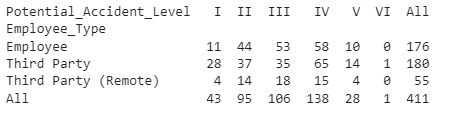 Potential_Accident_Level I II III IV V VI All
Employee_Type
Employee 11 44 53 58 10 0 176
Third Party 28 37 35 65 14 1 180
Third Party (Remote) 4 14 18 15 4 0 55
All 43 95 106 138 28 1 411